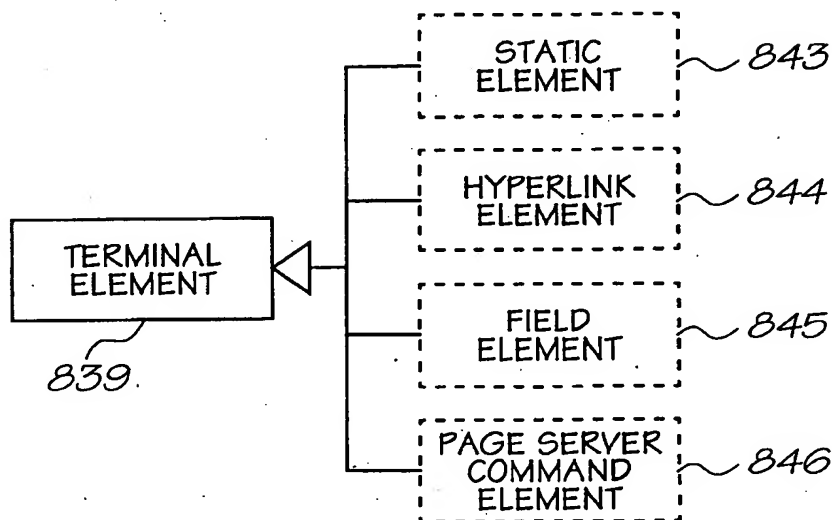 STATIC
ELEMENT
843
HYPERLINK
ELEMENT
844
TERMINAL
ELEMENT
839
FIELD
ELEMENT
845
PAGE SERVER
COMMAND
ELEMENT
846